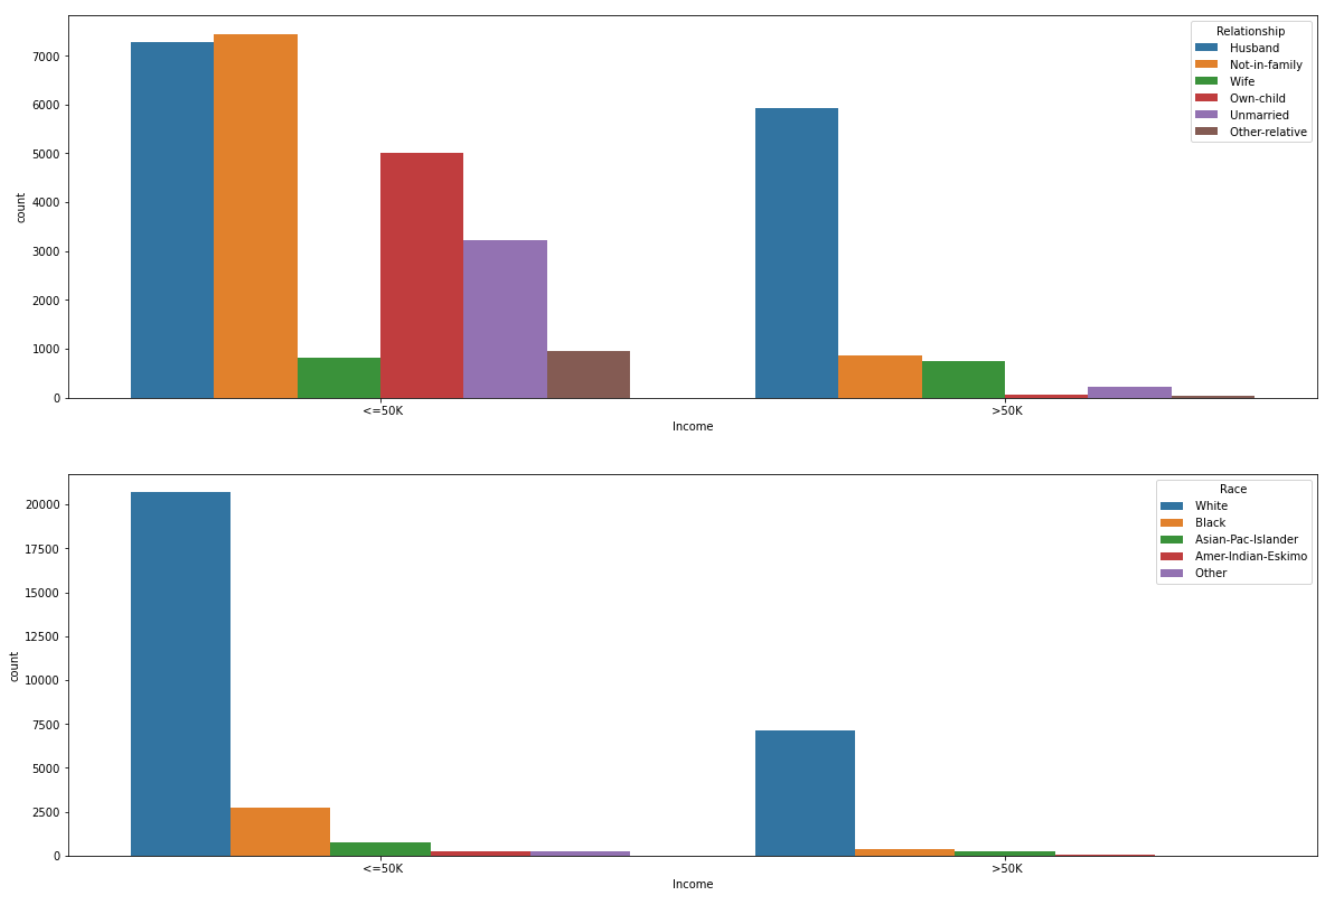 Relationship
Husband
Not-in-family
Wife
Own-child
Unmarried
Other-relative
7000
6000
5000
4000
3000
2000
1000
0
count
<=50K
>50K
Income
Race
White
Black
Asian-Pac-Islander
Amer-Indian-Eskimo
Other
20000
17500
15000
12500
10000
7500
5000
2500
0
count
<=50K
>50K
Income